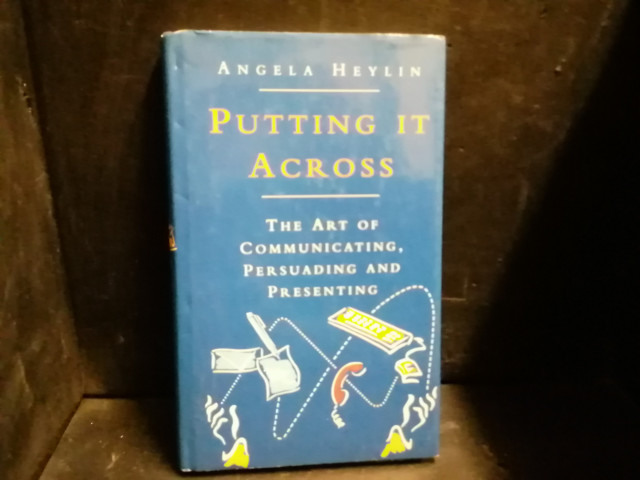 ANGELA HEYLIN
PUTTING IT
ACROSS
THE ART OF
COMMUNICATING,
PERSUADING AND
PRESENTING